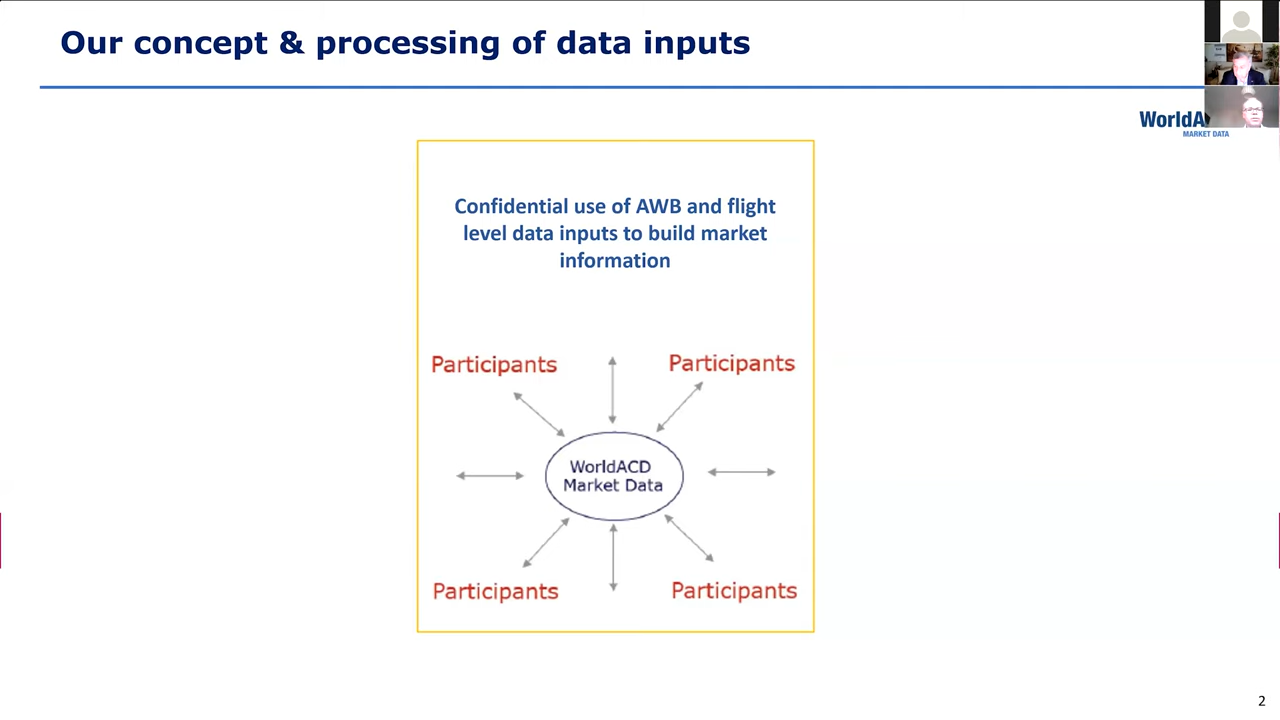 Our concept & processing of data inputs
WorldA
MARKET DATA
Confidential use of AWB and flight
level data inputs to build market
information
Participants
Participants
WorldACD
Market Data
Participants
Participants
2